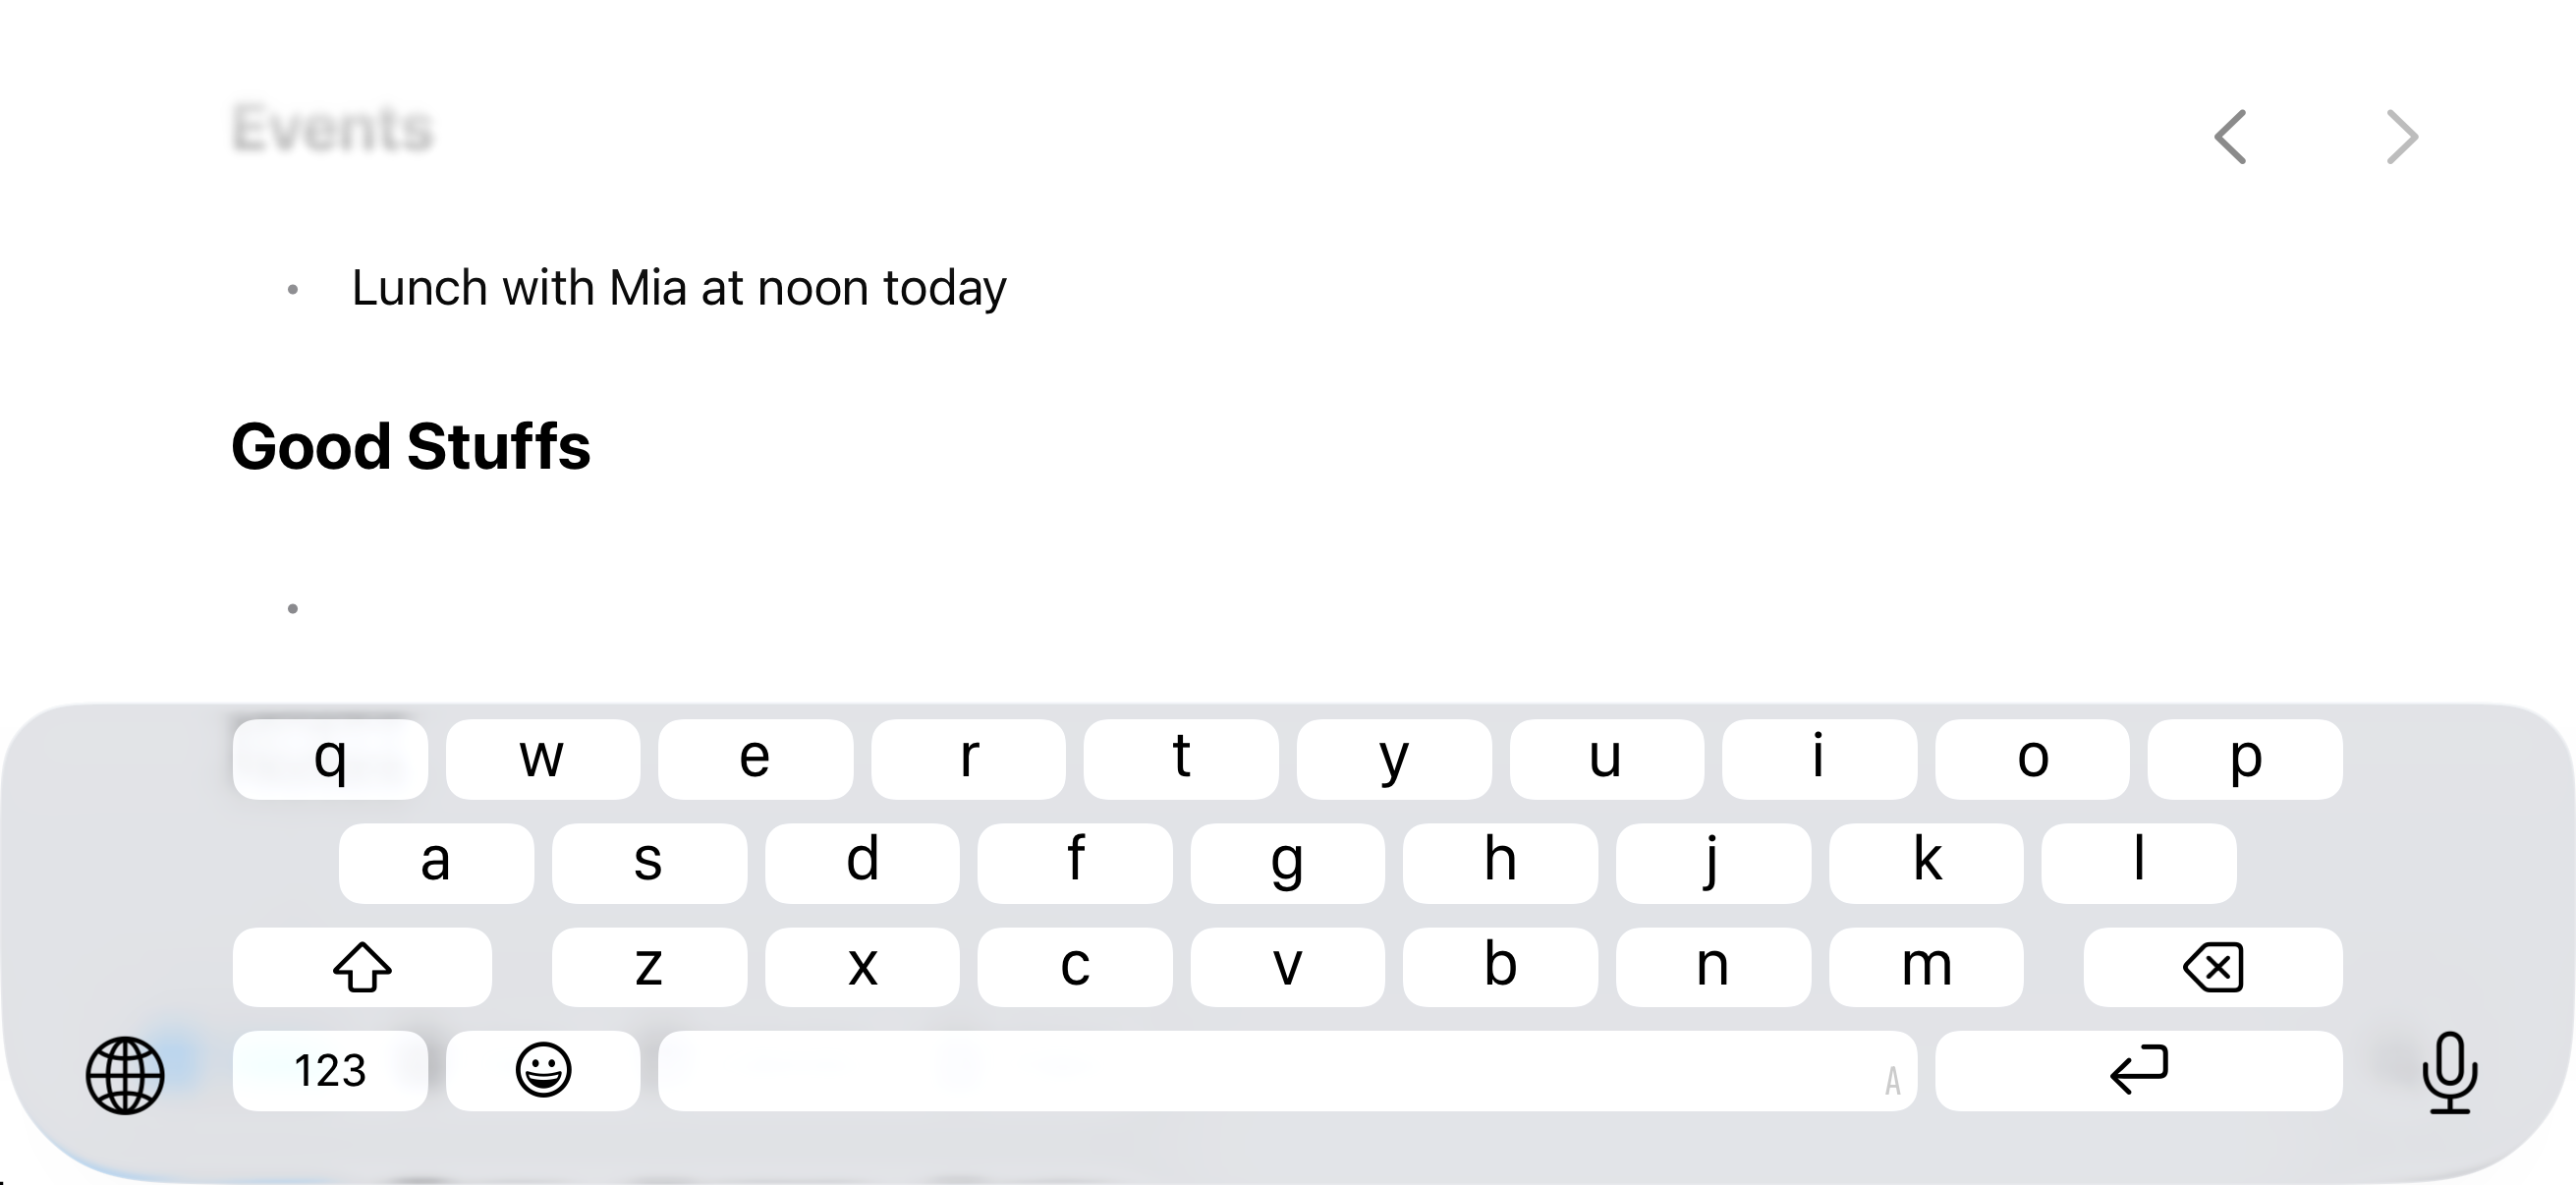 Events
• Lunch with Mia at noon today
Good Stuffs
•
q w e r t y u i o p
a s d f g h j k l
z x c v b n m
123
A